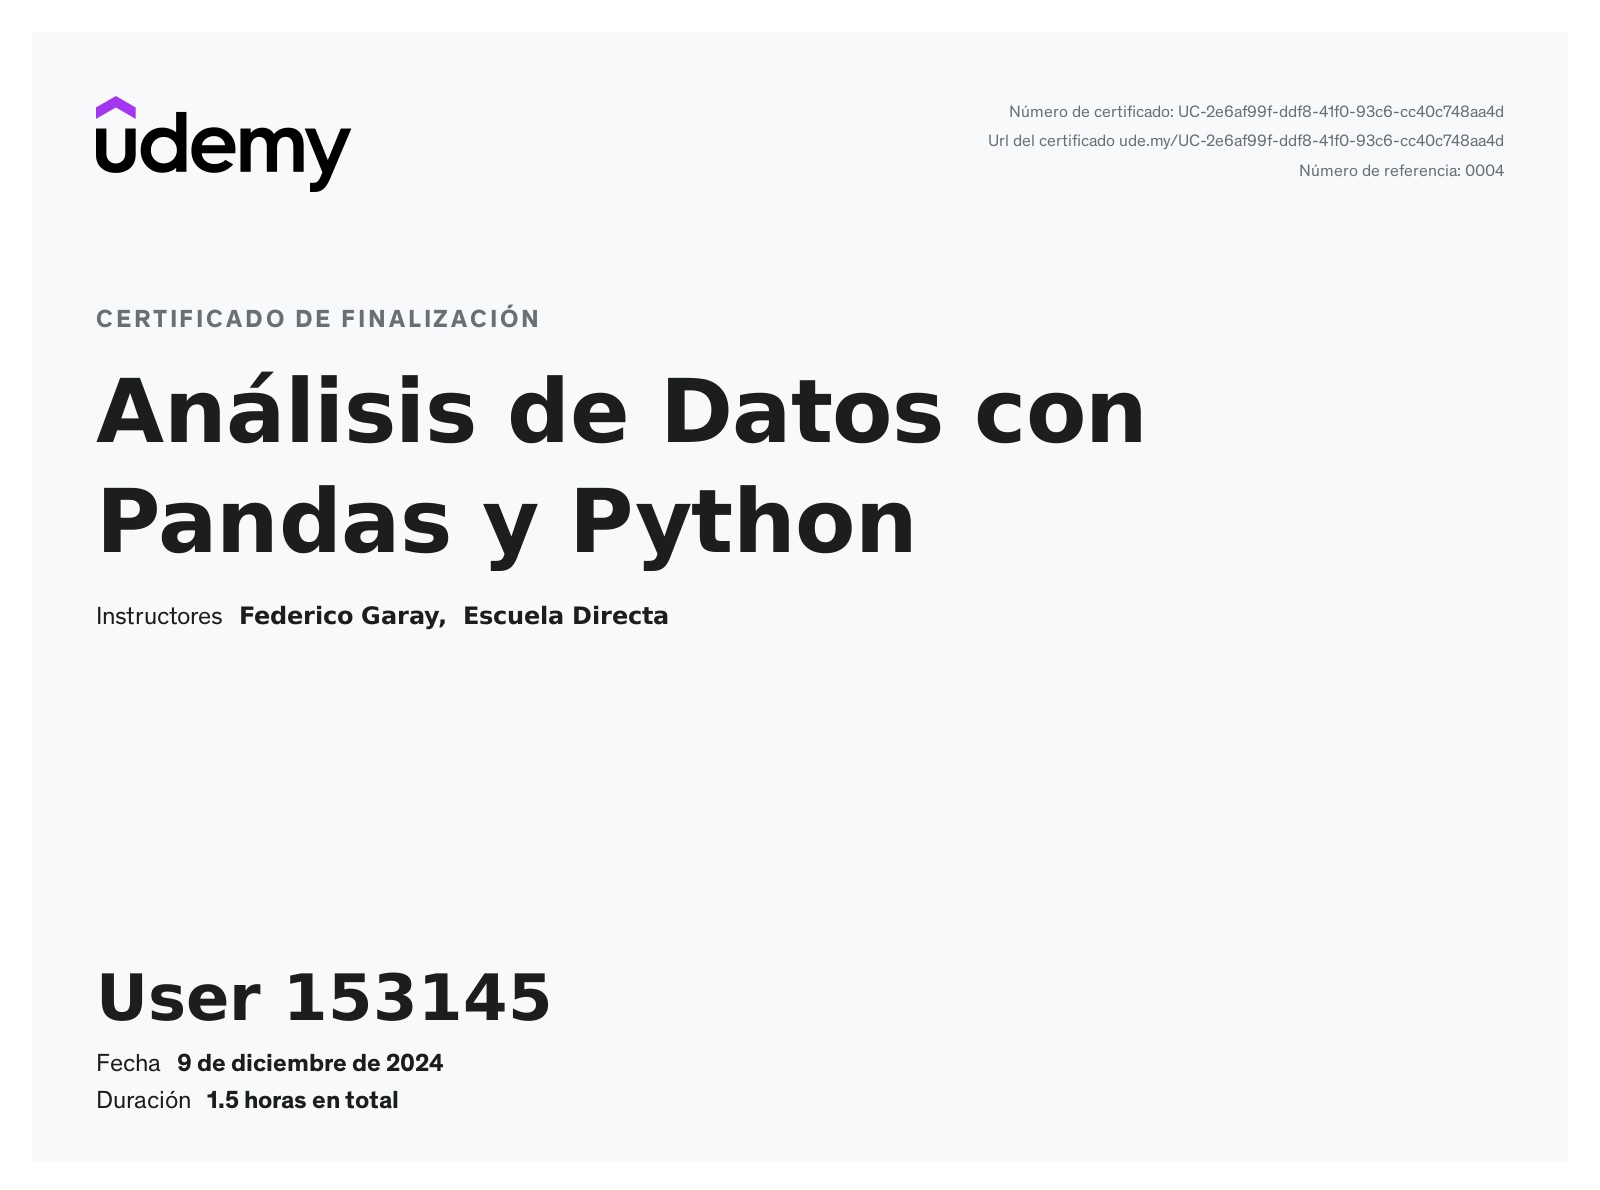 udemy
Número de certificado: UC-2e6af99f-ddf8-41f0-93c6-cc40c748aa4d
Url del certificado ude.my/UC-2e6af99f-ddf8-41f0-93c6-cc40c748aa4d
Número de referencia: 0004
CERTIFICADO DE FINALIZACIÓN
Análisis de Datos con
Pandas y Python
Instructores Federico Garay, Escuela Directa
User 153145
Fecha 9 de diciembre de 2024
Duración 1.5 horas en total